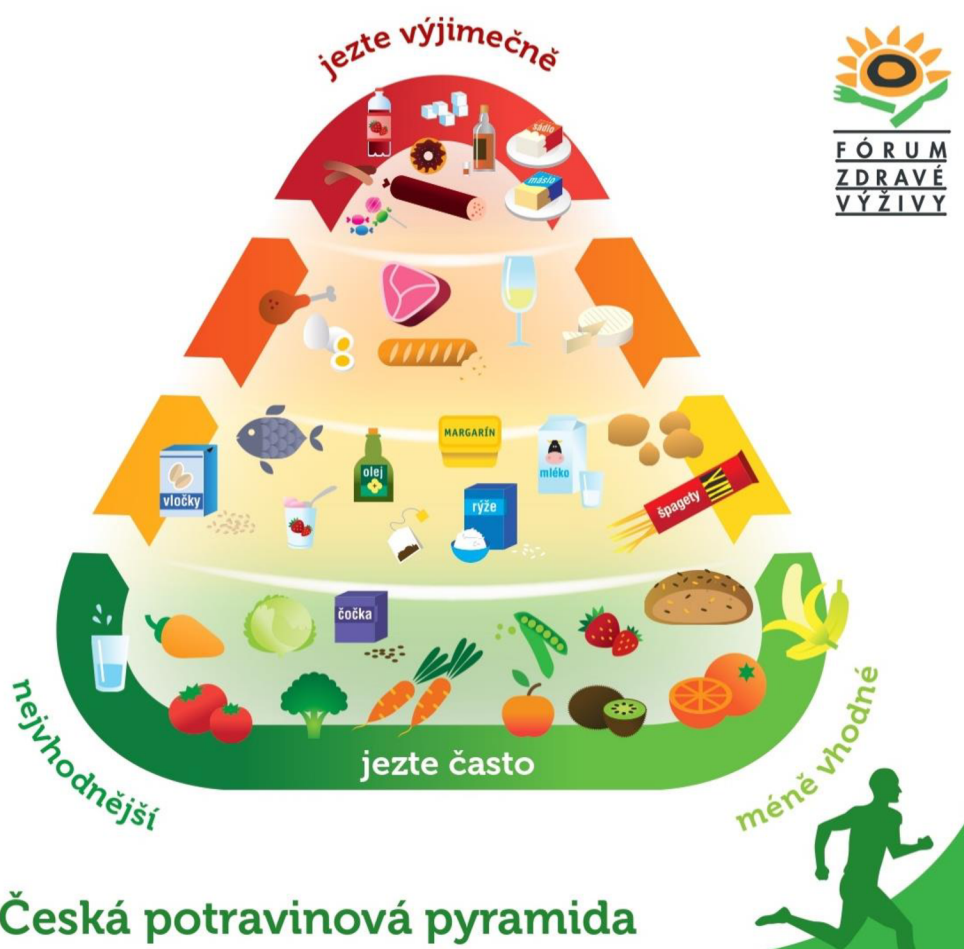 jezte výjimečně
FÓRUM
ZDRAVÉ
VÝŽIVY
sádlo
máslo
MARGARÍN
olej
mléko
vločky
rýže
špagety
čočka
jezte často
nejvhodnější
méně vhodné
Česká potravinová pyramida